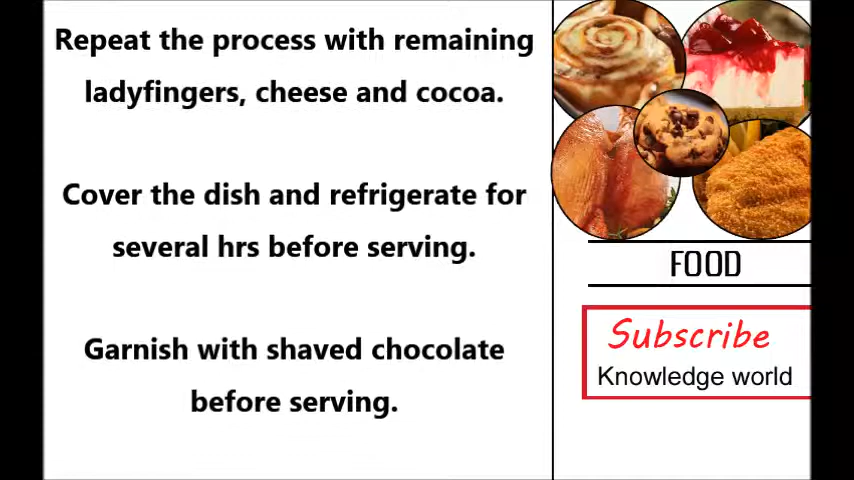 Repeat the process with remaining
ladyfingers, cheese and cocoa.
Cover the dish and refrigerate for
several hrs before serving.
Garnish with shaved chocolate
before serving.
FOOD
Subscribe
Knowledge world